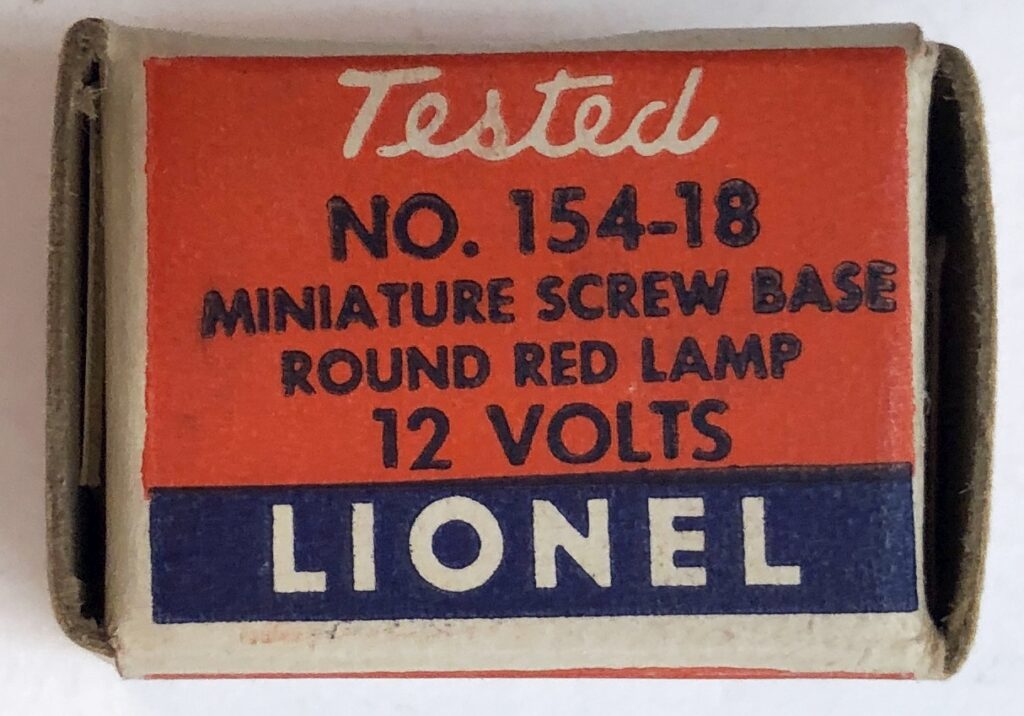 Tested
NO. 154-18
MINIATURE SCREW BASE
ROUND RED LAMP
12 VOLTS
LIONEL